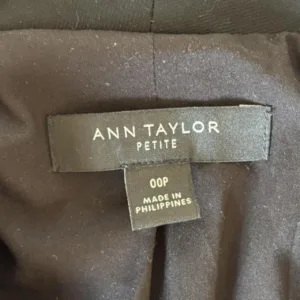 ANN TAYLOR
PETITE
00P
MADE IN
PHILIPPINES